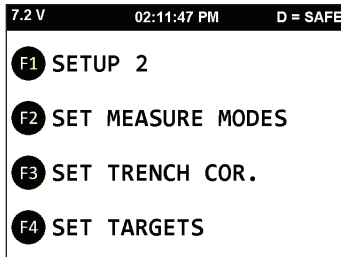 7.2 V 02:11:47 PM D = SAFE
F1 SETUP 2
F2 SET MEASURE MODES
F3 SET TRENCH COR.
F4 SET TARGETS